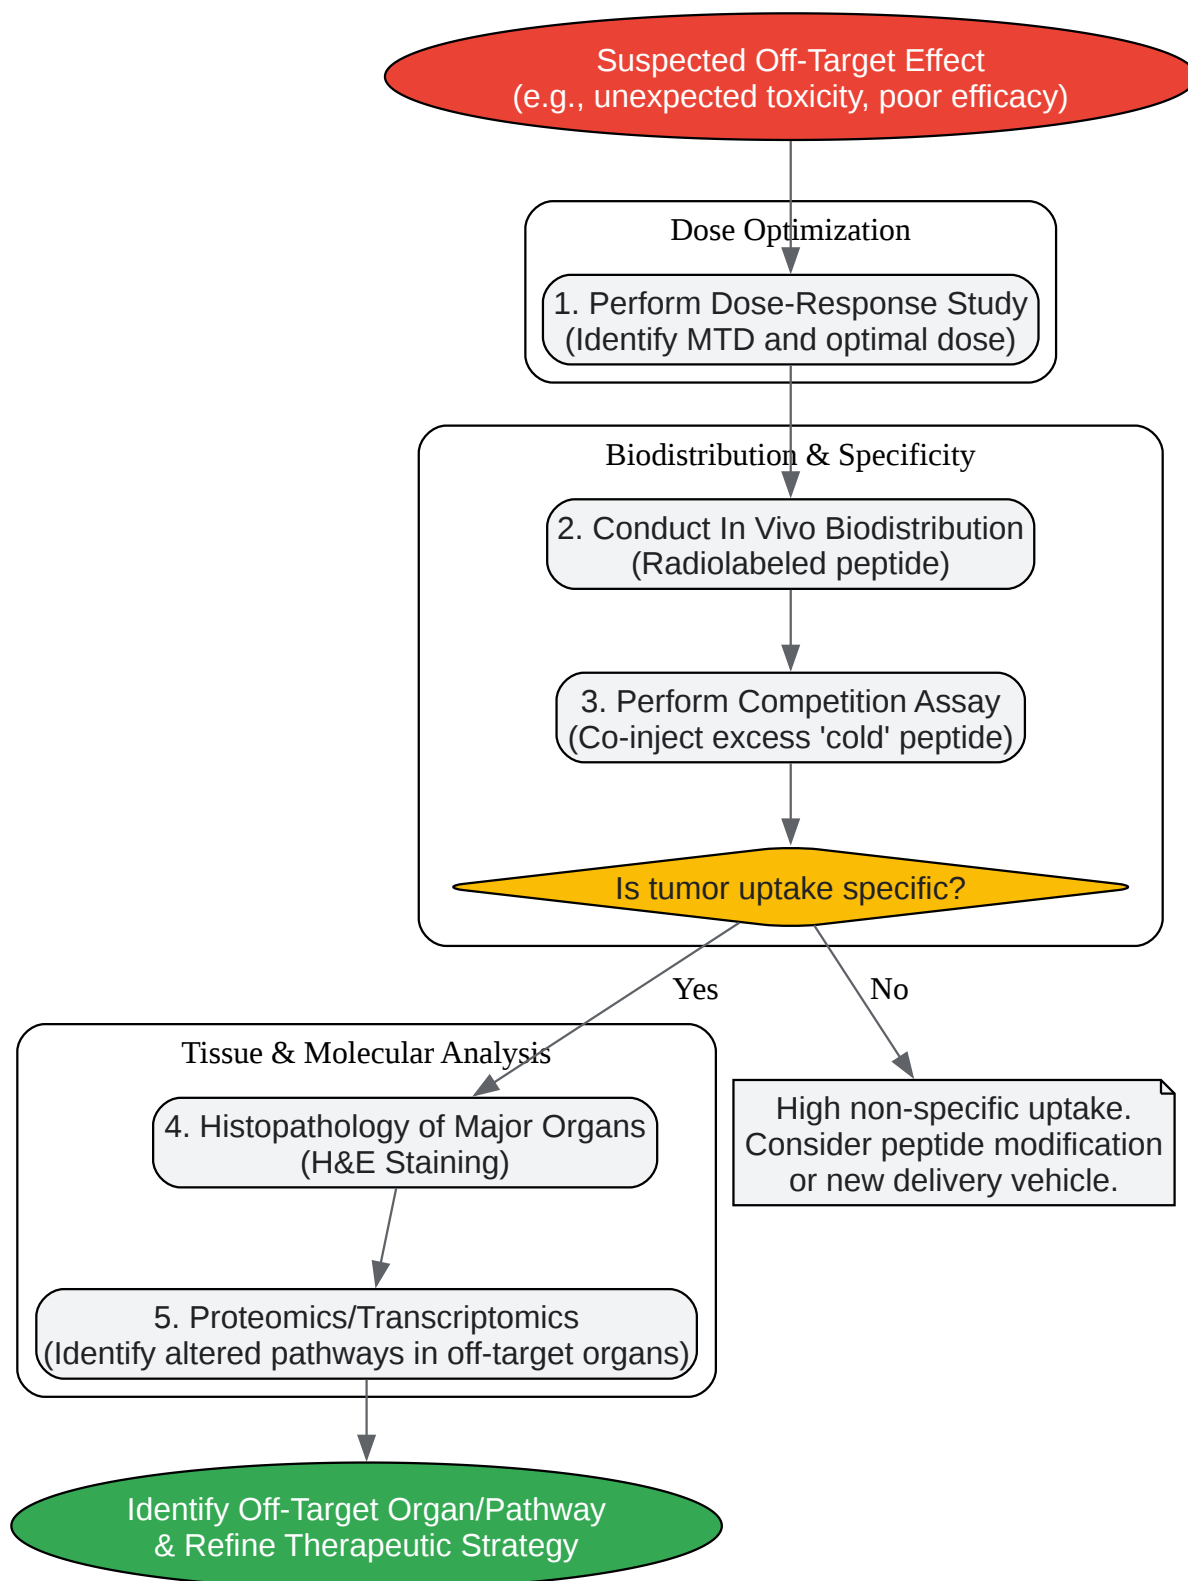 Suspected Off-Target Effect
(e.g., unexpected toxicity, poor efficacy)
Dose Optimization
1. Perform Dose-Response Study
(Identify MTD and optimal dose)
Biodistribution & Specificity
2. Conduct In Vivo Biodistribution
(Radiolabeled peptide)
3. Perform Competition Assay
(Co-inject excess 'cold' peptide)
Is tumor uptake specific?
Yes
No
Tissue & Molecular Analysis
4. Histopathology of Major Organs
(H&E Staining)
High non-specific uptake.
Consider peptide modification
or new delivery vehicle.
5. Proteomics/Transcriptomics
(Identify altered pathways in off-target organs)
Identify Off-Target Organ/Pathway
& Refine Therapeutic Strategy